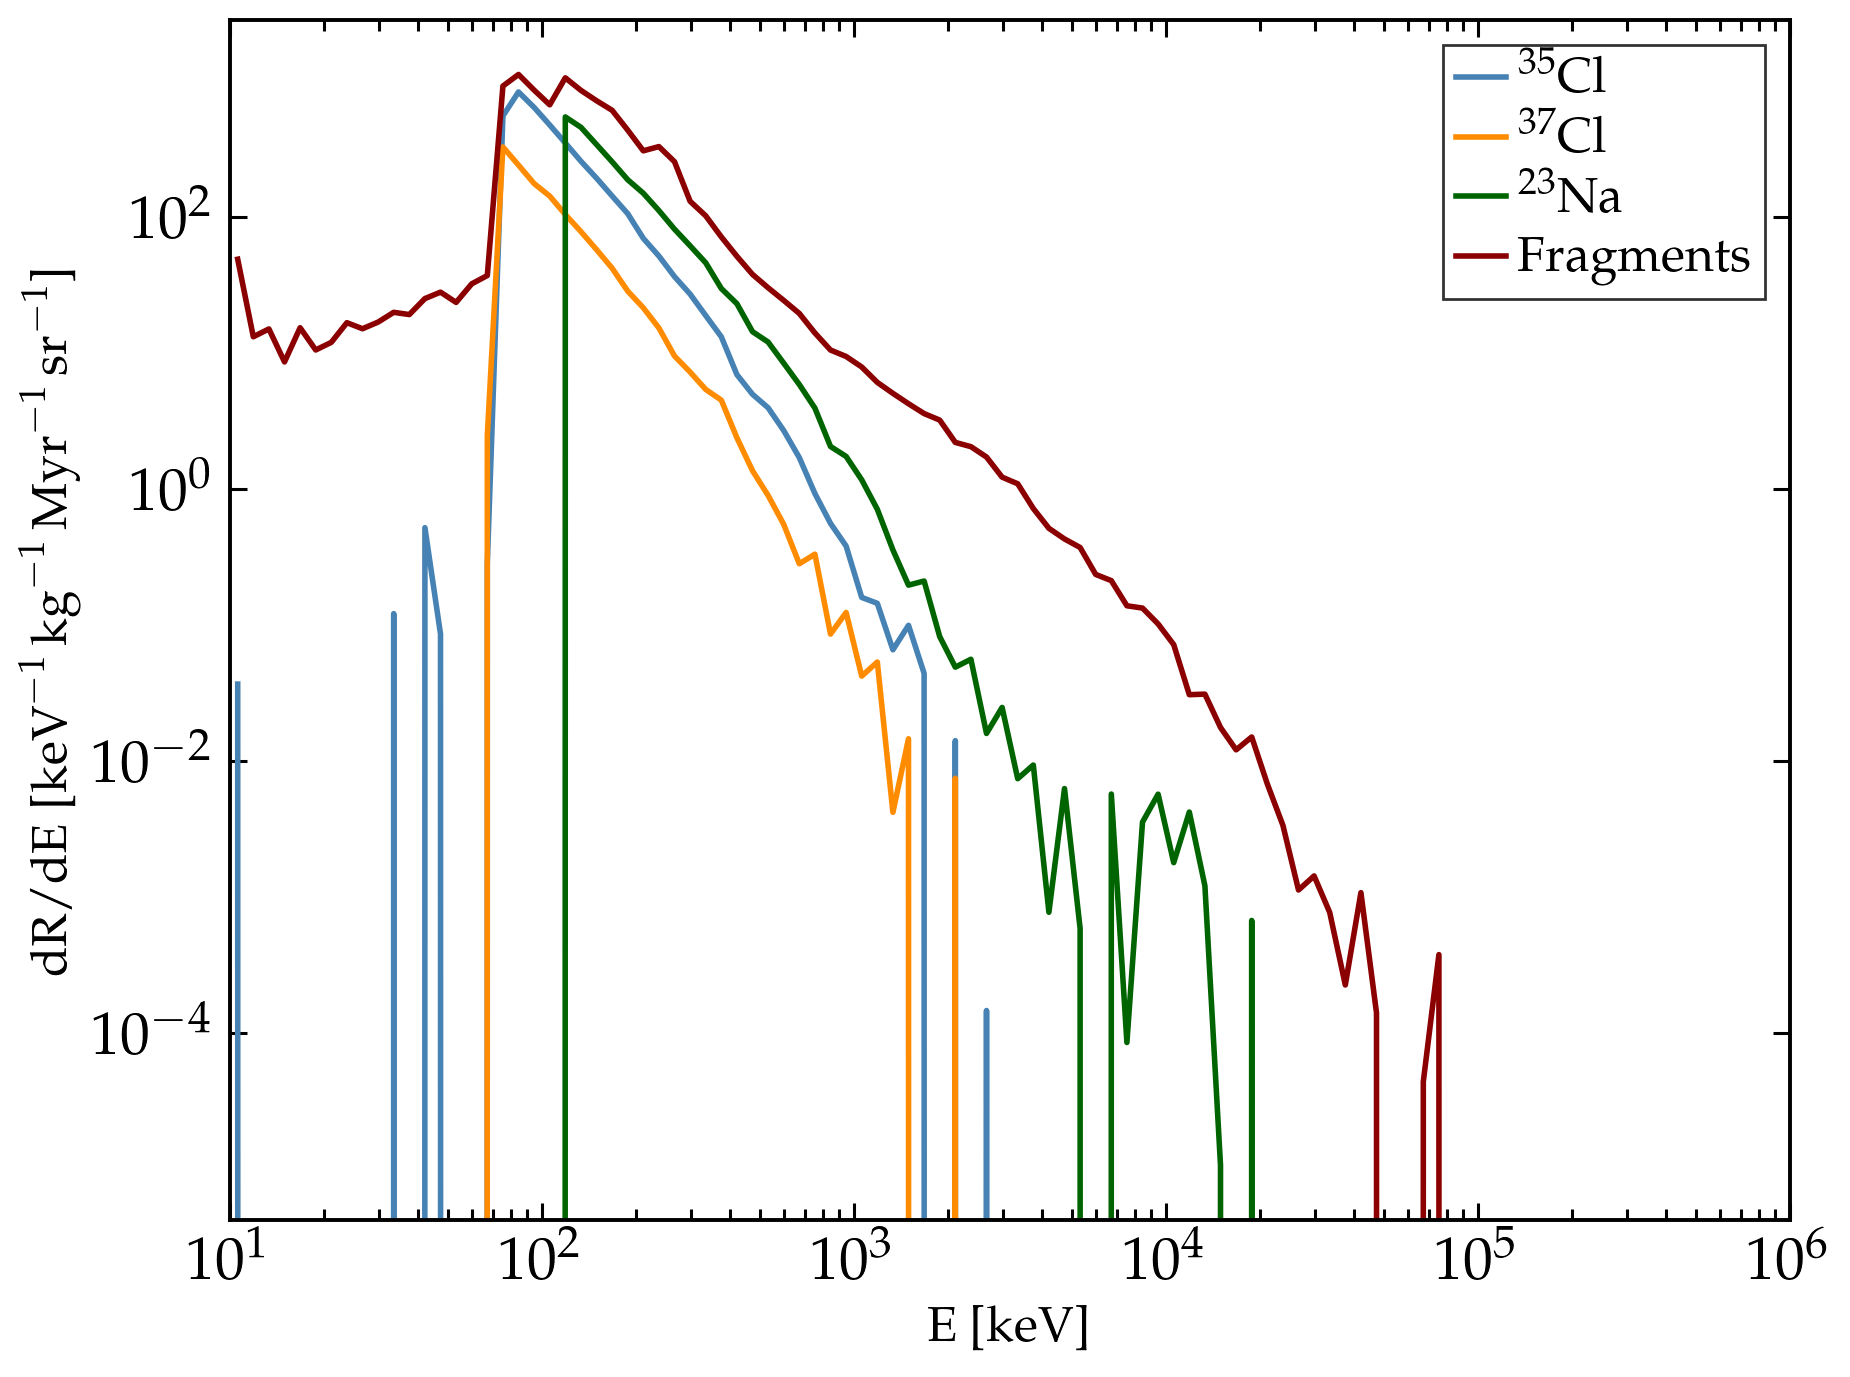 ³⁵Cl
³⁷Cl
²³Na
Fragments
10²
10⁰
10⁻²
10⁻⁴
dR/dE [keV⁻¹ kg⁻¹ Myr⁻¹ sr⁻¹]
10¹ 10² 10³ 10⁴ 10⁵ 10⁶
E [keV]